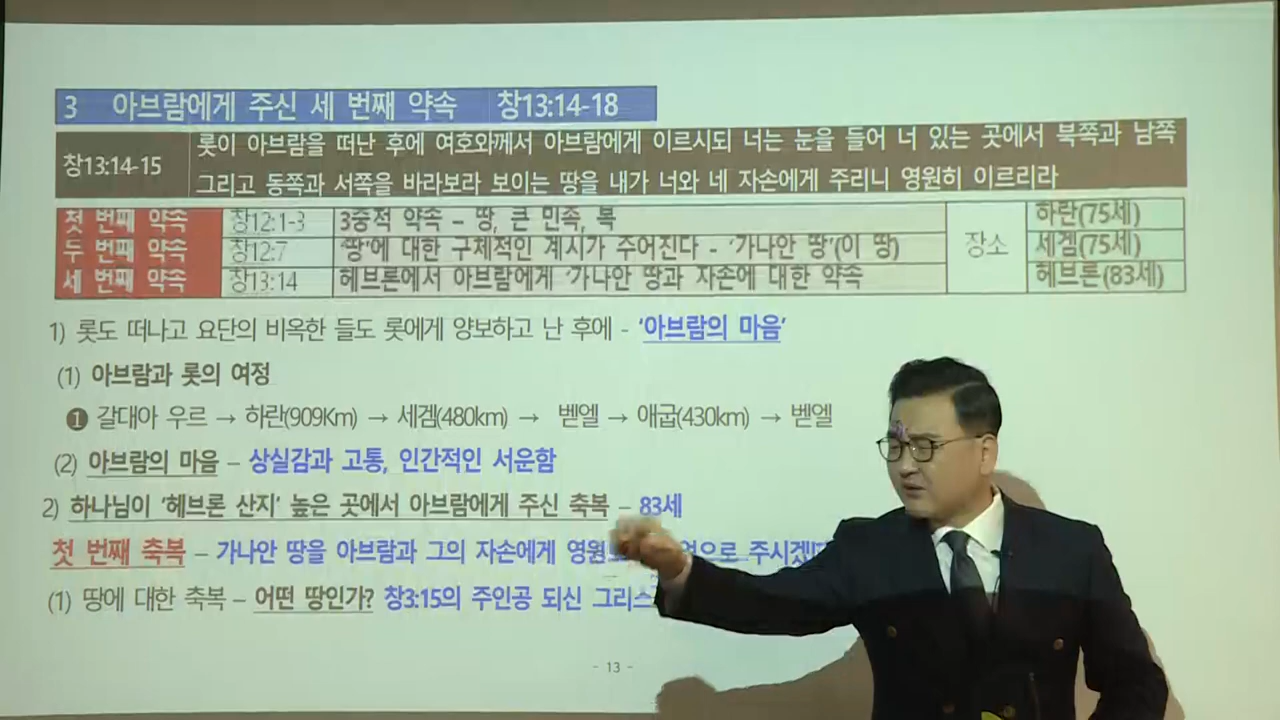 3 아브람에게 주신 세 번째 약속 창13:14-18
창13:14-15
롯이 아브람을 떠난 후에 여호와께서 아브람에게 이르시되 너는 눈을 들어 너 있는 곳에서 북쪽과 남쪽
그리고 동쪽과 서쪽을 바라보라 보이는 땅을 내가 너와 네 자손에게 주리니 영원히 이르리라
첫 번째 약속 창12:1-3 3중적 약속 – 땅, 큰 민족, 복 장소 하란(75세)
두 번째 약속 창12:7 '땅'에 대한 구체적인 계시가 주어진다 - '가나안 땅'(이 땅) 세겜(75세)
세 번째 약속 창13:14 헤브론에서 아브람에게 '가나안 땅과 자손에 대한 약속 헤브론(83세)
1) 롯도 떠나고 요단의 비옥한 들도 롯에게 양보하고 난 후에 - '아브람의 마음'
(1) 아브람과 롯의 여정
❶ 갈대아 우르 → 하란(909Km) → 세겜(480km) → 벧엘 → 애굽(430km) → 벧엘
(2) 아브람의 마음 – 상실감과 고통, 인간적인 서운함
2) 하나님이 '헤브론 산지' 높은 곳에서 아브람에게 주신 축복 – 83세
첫 번째 축복 – 가나안 땅을 아브람과 그의 자손에게 주시겠
(1) 땅에 대한 축복 – 어떤 땅인가? 창3:15의 주인공 되신
- 13 -